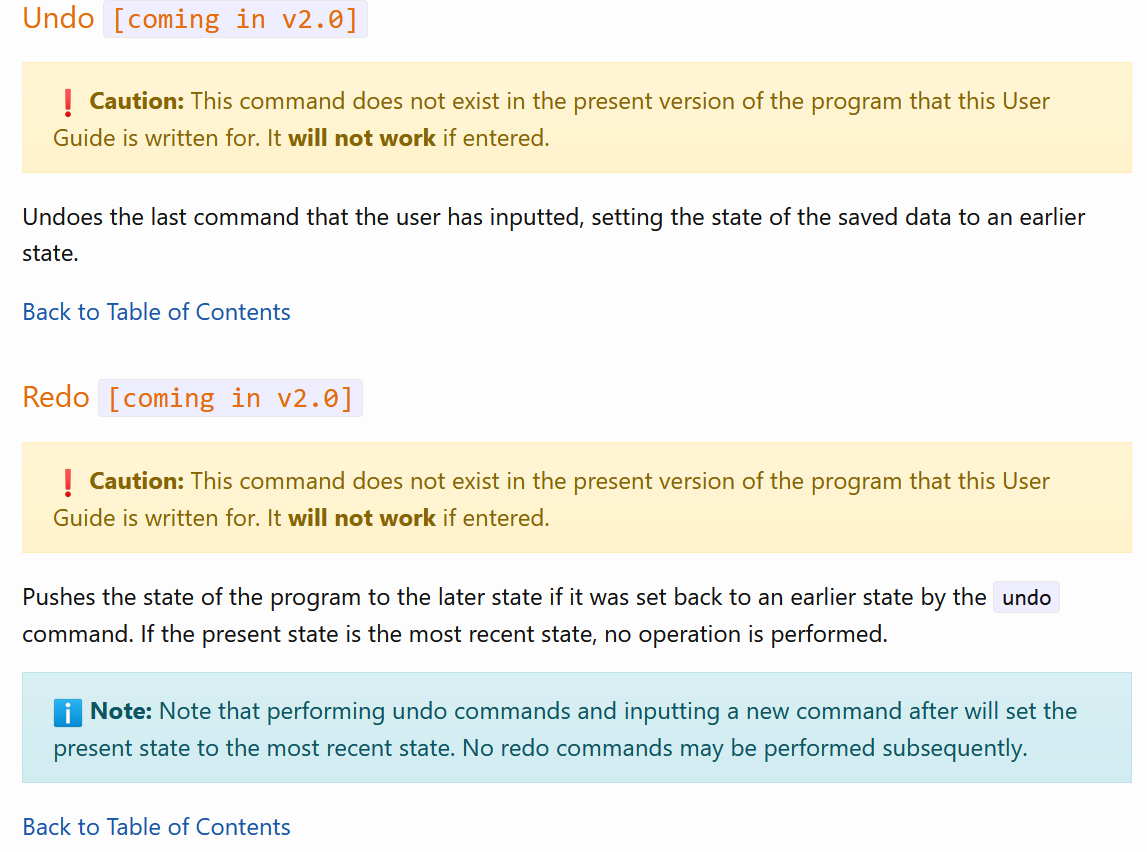 Undo [coming in v2.0]
❗ Caution: This command does not exist in the present version of the program that this User
Guide is written for. It will not work if entered.
Undoes the last command that the user has inputted, setting the state of the saved data to an earlier
state.
Back to Table of Contents
Redo [coming in v2.0]
❗ Caution: This command does not exist in the present version of the program that this User
Guide is written for. It will not work if entered.
Pushes the state of the program to the later state if it was set back to an earlier state by the undo
command. If the present state is the most recent state, no operation is performed.
ℹ️ Note: Note that performing undo commands and inputting a new command after will set the
present state to the most recent state. No redo commands may be performed subsequently.
Back to Table of Contents